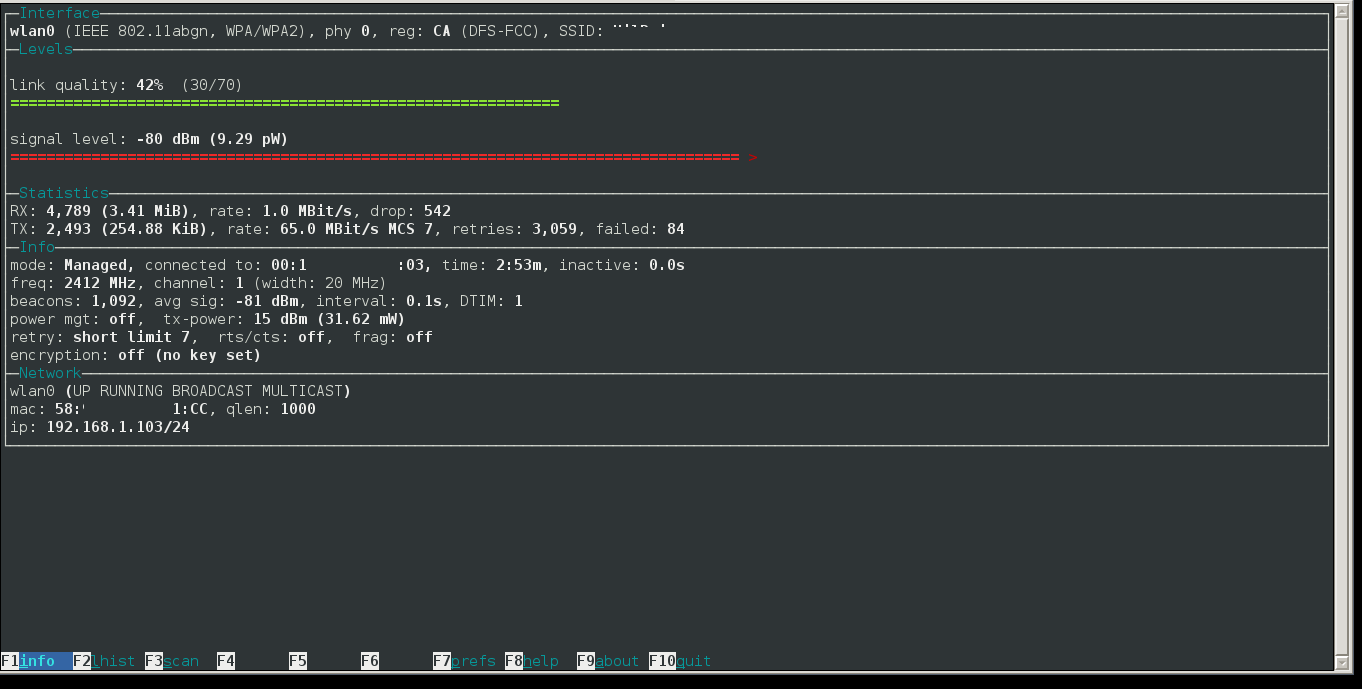 Interface
wlan0 (IEEE 802.11abgn, WPA/WPA2), phy 0, reg: CA (DFS-FCC), SSID:
Levels
link quality: 42%  (30/70)
============================================================= 
signal level: -80 dBm (9.29 pW)
================================================================================= >
Statistics
RX: 4,789 (3.41 MiB), rate: 1.0 MBit/s, drop: 542
TX: 2,493 (254.88 KiB), rate: 65.0 MBit/s MCS 7, retries: 3,059, failed: 84
Info
mode: Managed, connected to: 00:1          :03, time: 2:53m, inactive: 0.0s
freq: 2412 MHz, channel: 1 (width: 20 MHz)
beacons: 1,092, avg sig: -81 dBm, interval: 0.1s, DTIM: 1
power mgt: off,  tx-power: 15 dBm (31.62 mW)
retry: short limit 7,  rts/cts: off,  frag: off
encryption: off (no key set)
Network
wlan0 (UP RUNNING BROADCAST MULTICAST)
mac: 58:          1:CC, qlen: 1000
ip: 192.168.1.103/24
F1info  F2lhist F3scan  F4      F5      F6      F7prefs F8help  F9about F10quit